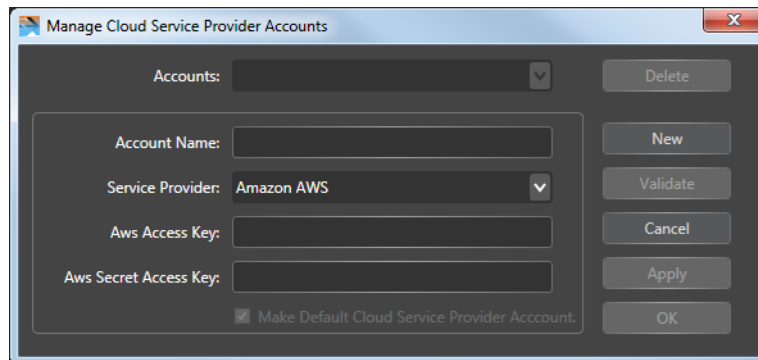 Manage Cloud Service Provider Accounts
Accounts:
Delete
Account Name:
New
Service Provider: Amazon AWS
Validate
Aws Access Key:
Cancel
Aws Secret Access Key:
Apply
Make Default Cloud Service Provider Acccount.
OK